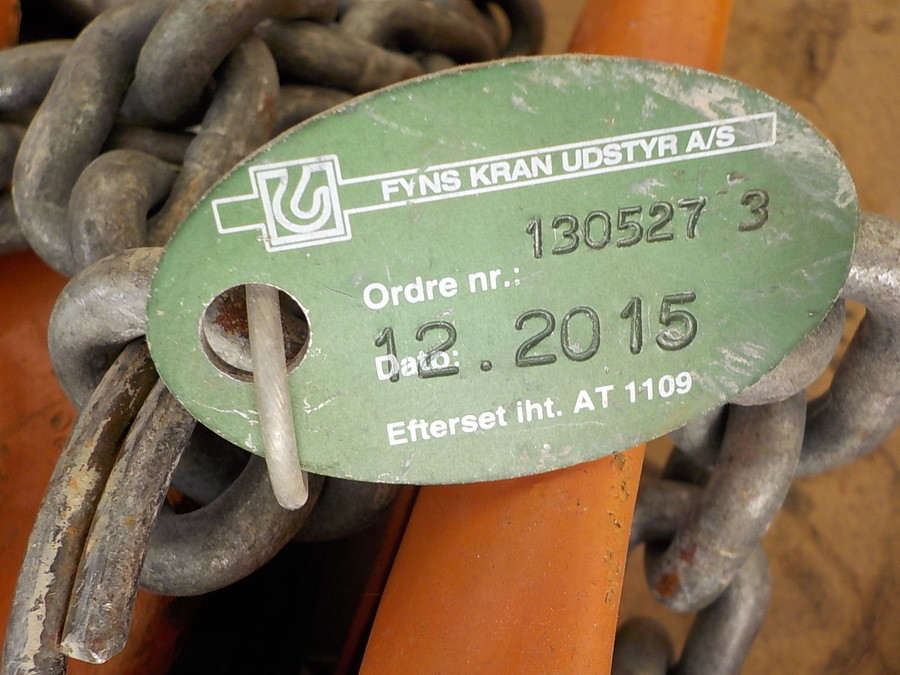 FYNS KRAN UDSTYR A/S
130527 3
Ordre nr.:
12.2015
Dato:
Efterset iht. AT 1109